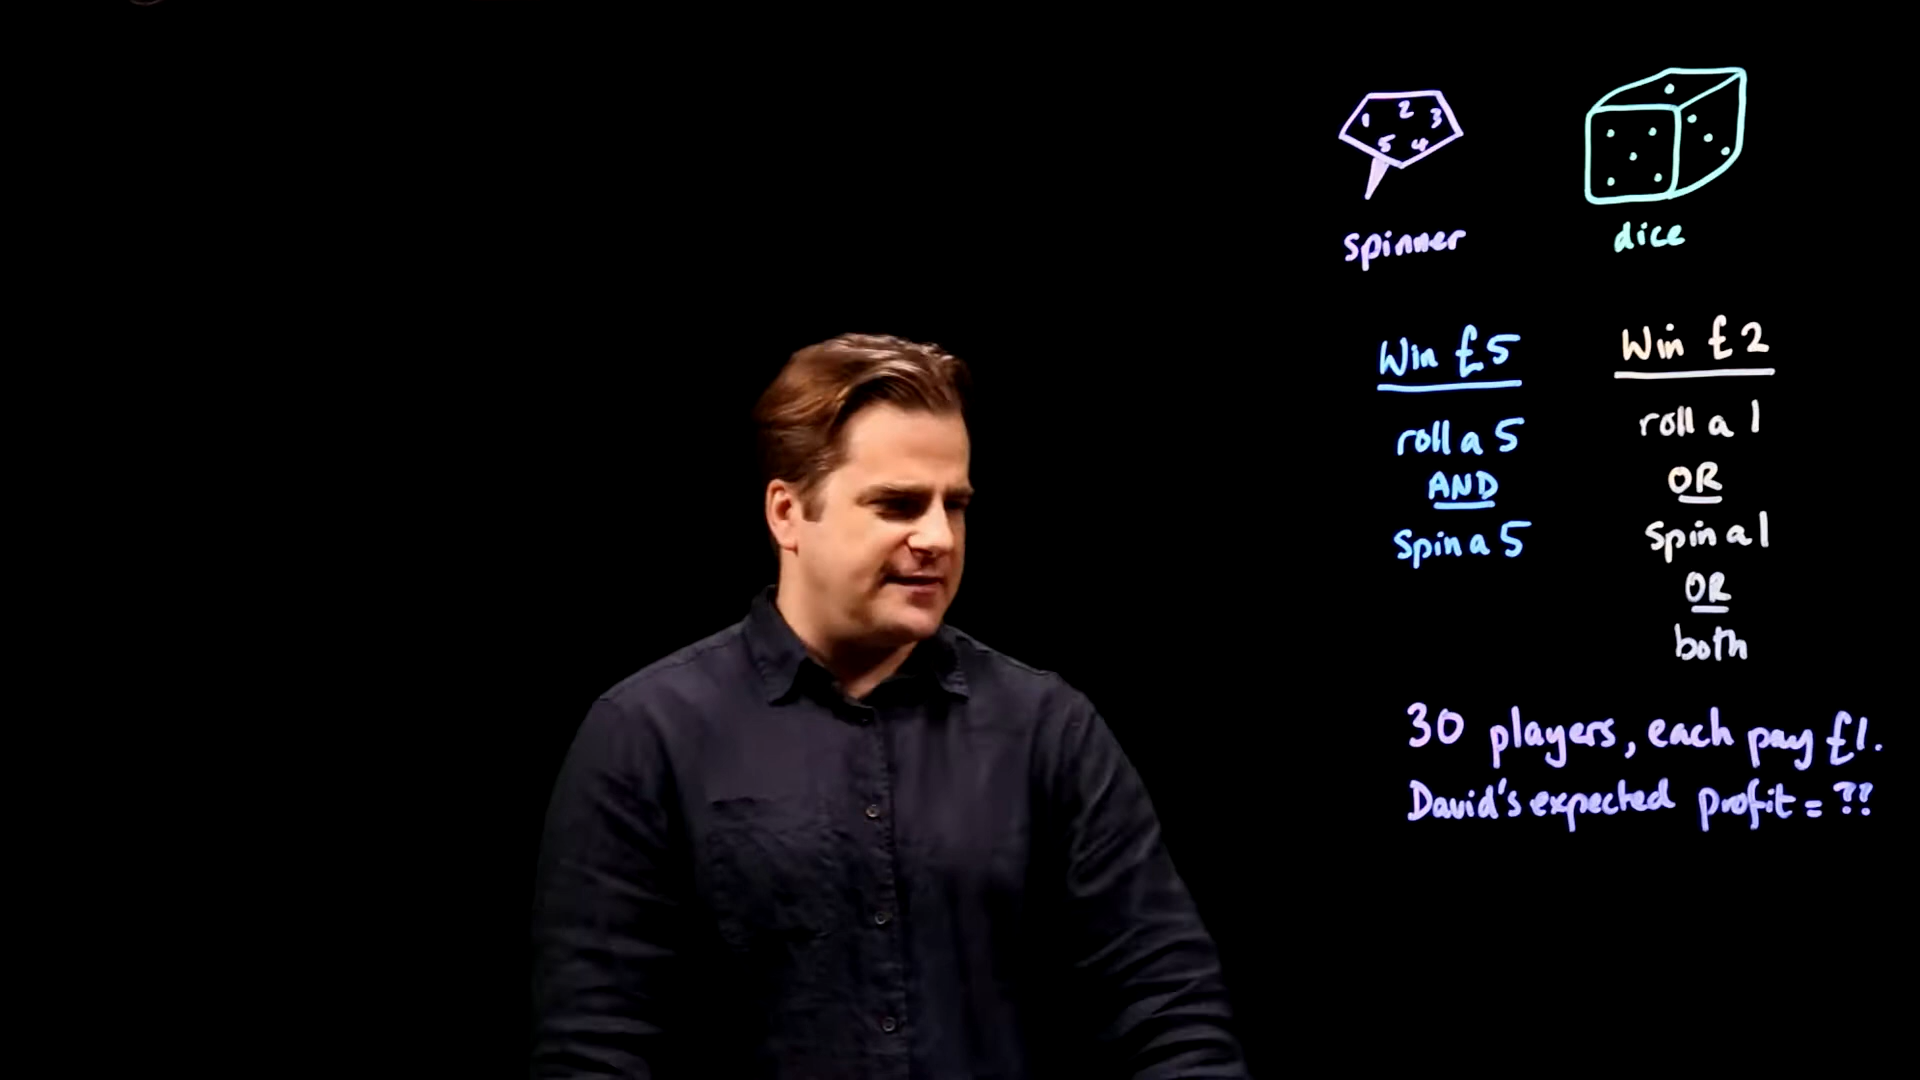 1 2 3
5 4
spinner
dice
Win £5
roll a 5
AND
Spin a 5
Win £2
roll a 1
OR
Spin a 1
OR
both
30 players, each pay £1.
David's expected profit = ??